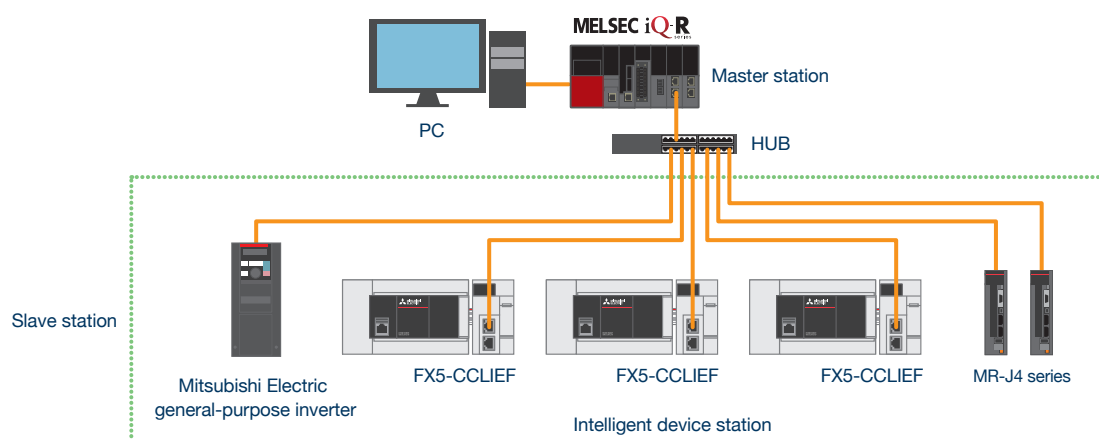 MELSEC iQ-R
series
Master station
PC
HUB
Slave station
Mitsubishi Electric
general-purpose inverter
FX5-CCLIEF
FX5-CCLIEF
FX5-CCLIEF
MR-J4 series
Intelligent device station